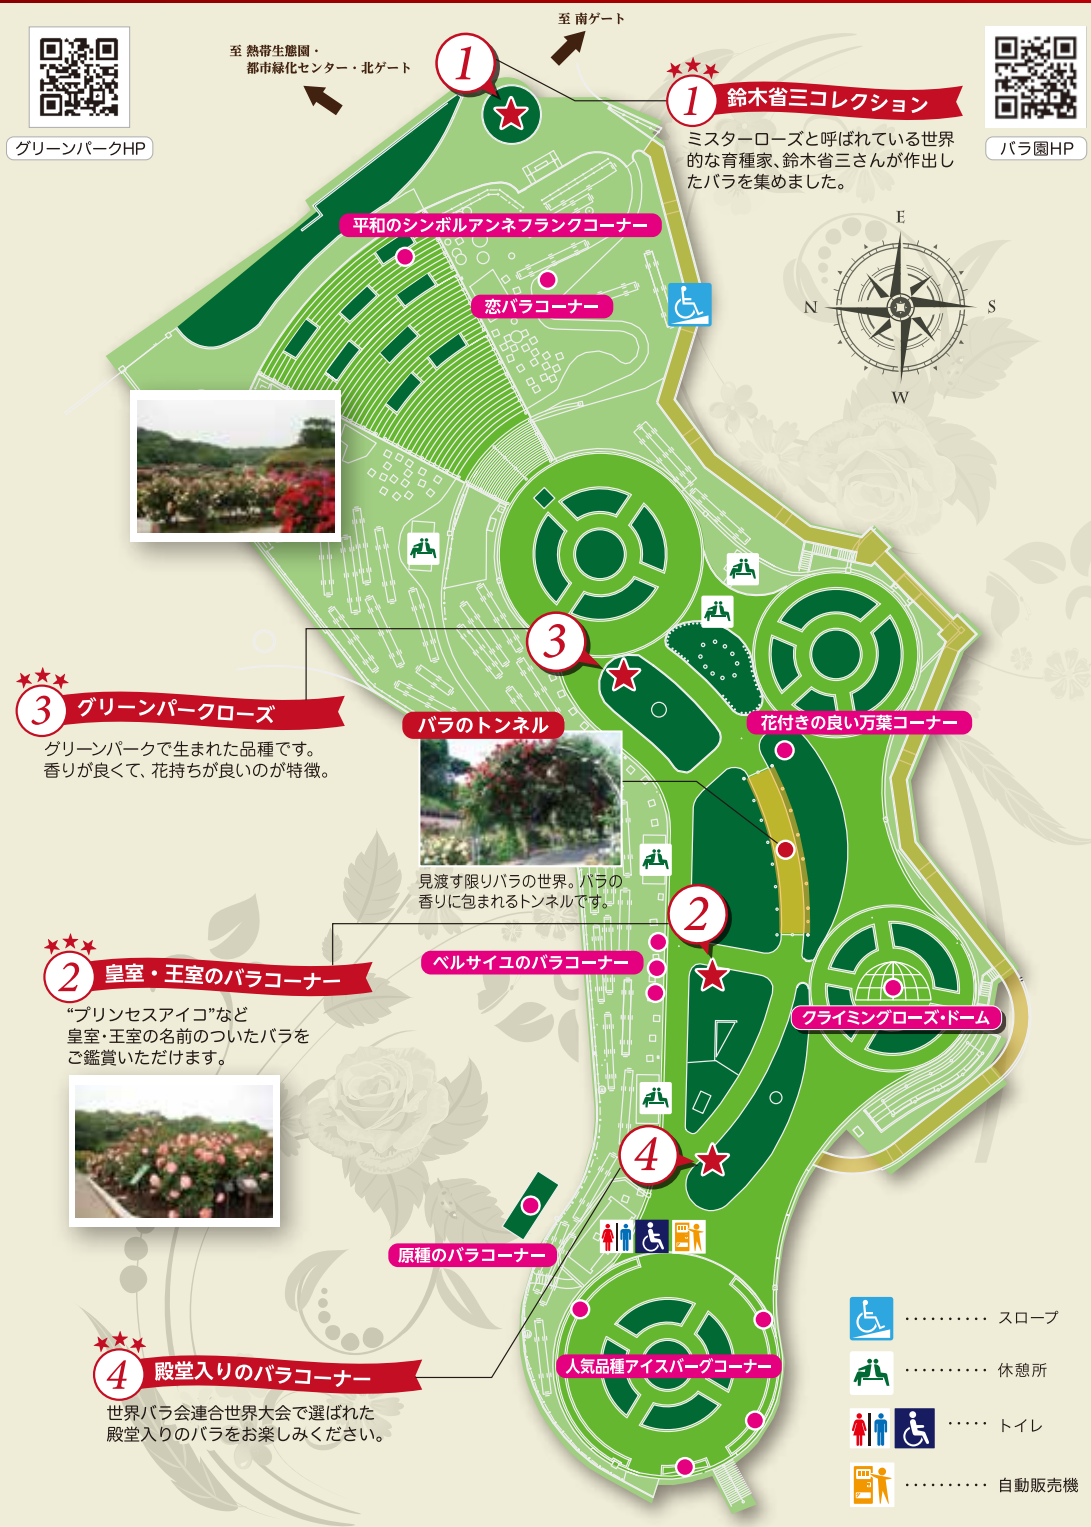 至 南ゲート
至 熱帯生態園・
都市緑化センター・北ゲート
グリーンパークHP
バラ園HP
1
1
鈴木省三コレクション
ミスターローズと呼ばれている世界
的な育種家、鈴木省三さんが作出し
たバラを集めました。
平和のシンボルアンネフランクコーナー
恋バラコーナー
E
N
S
W
3
3
グリーンパークローズ
グリーンパークで生まれた品種です。
香りが良くて、花持ちが良いのが特徴。
バラのトンネル
花付きの良い万葉コーナー
見渡す限りバラの世界。バラの
香りに包まれるトンネルです。
2
2
皇室・王室のバラコーナー
“プリンセスアイコ”など
皇室・王室の名前のついたバラを
ご鑑賞いただけます。
ベルサイユのバラコーナー
クライミングローズ・ドーム
4
原種のバラコーナー
4
殿堂入りのバラコーナー
世界バラ会連合世界大会で選ばれた
殿堂入りのバラをお楽しみください。
人気品種アイスバーグコーナー
・・・・・・・・・・ スロープ
・・・・・・・・・・ 休憩所
・・・・・ トイレ
・・・・・・・・・・ 自動販売機